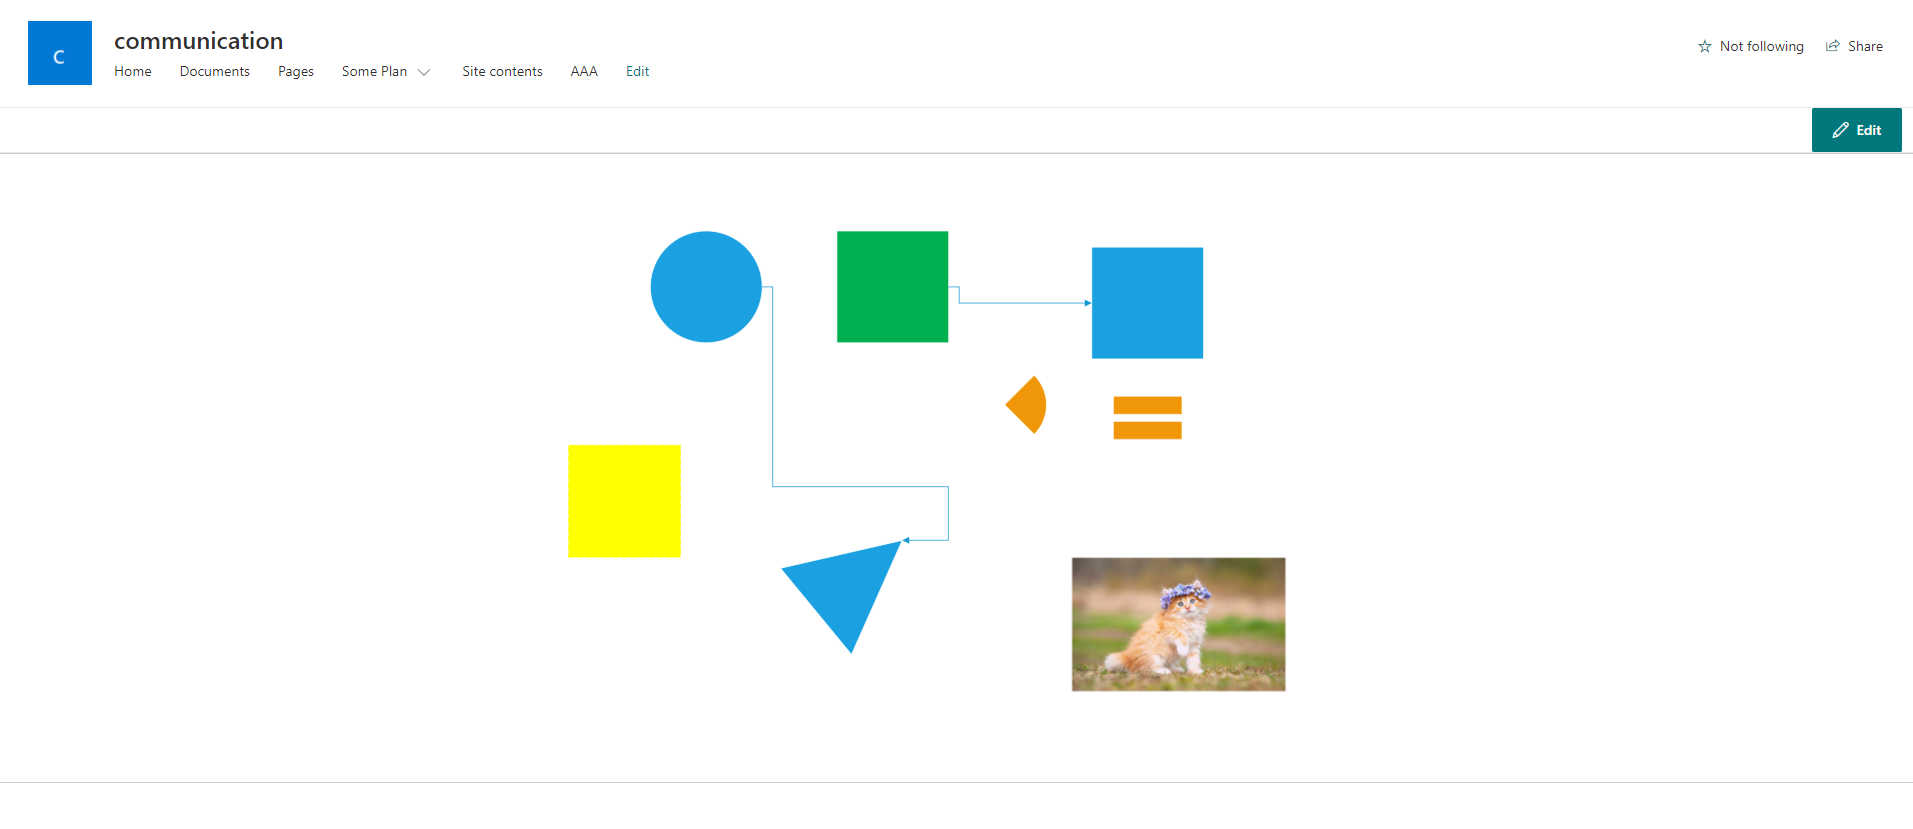 C
communication
Home Documents Pages Some Plan Site contents AAA Edit
Not following Share
Edit